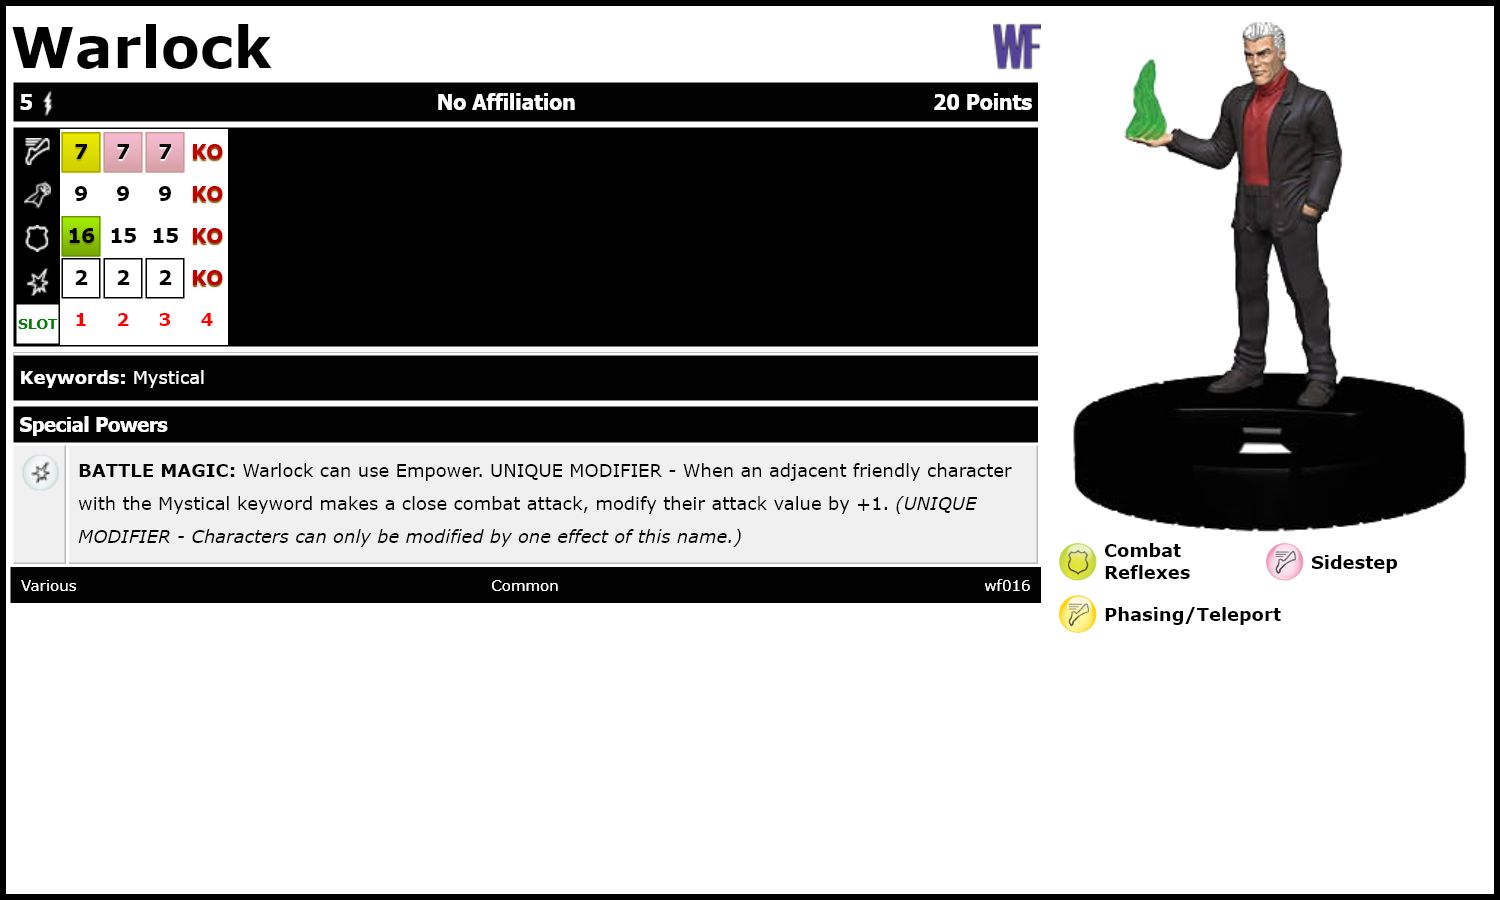 Warlock
WF
5 No Affiliation 20 Points
7 7 7 KO
9 9 9 KO
16 15 15 KO
2 2 2 KO
SLOT 1 2 3 4
Keywords: Mystical
Special Powers
BATTLE MAGIC: Warlock can use Empower. UNIQUE MODIFIER - When an adjacent friendly character
with the Mystical keyword makes a close combat attack, modify their attack value by +1. (UNIQUE
MODIFIER - Characters can only be modified by one effect of this name.)
Various Common wf016
Combat
Reflexes
Sidestep
Phasing/Teleport